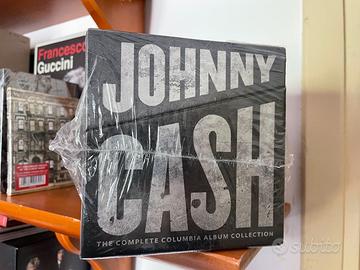 Francesco
Guccini
JOHNNY
CASH
THE COMPLETE COLUMBIA ALBUM COLLECTION
subito